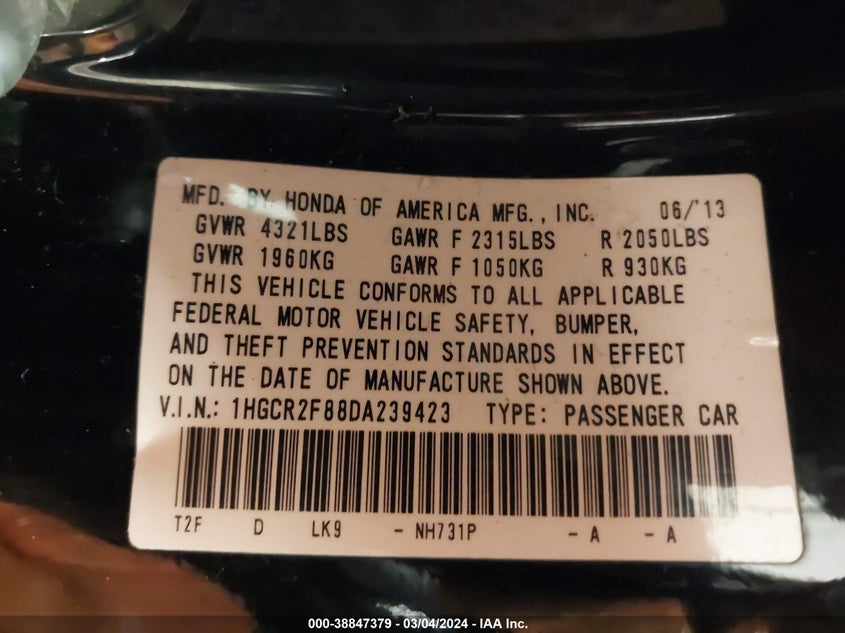 MFD. BY HONDA OF AMERICA MFG., INC. 06/'13
GVWR 4321LBS GAWR F 2315LBS R 2050LBS
GVWR 1960KG GAWR F 1050KG R 930KG
THIS VEHICLE CONFORMS TO ALL APPLICABLE
FEDERAL MOTOR VEHICLE SAFETY, BUMPER,
AND THEFT PREVENTION STANDARDS IN EFFECT
ON THE DATE OF MANUFACTURE SHOWN ABOVE.
V.I.N.: 1HGCR2F88DA239423 TYPE: PASSENGER CAR
T2F D LK9 - NH731P - A - A
000-38847379 - 03/04/2024 - IAA Inc.